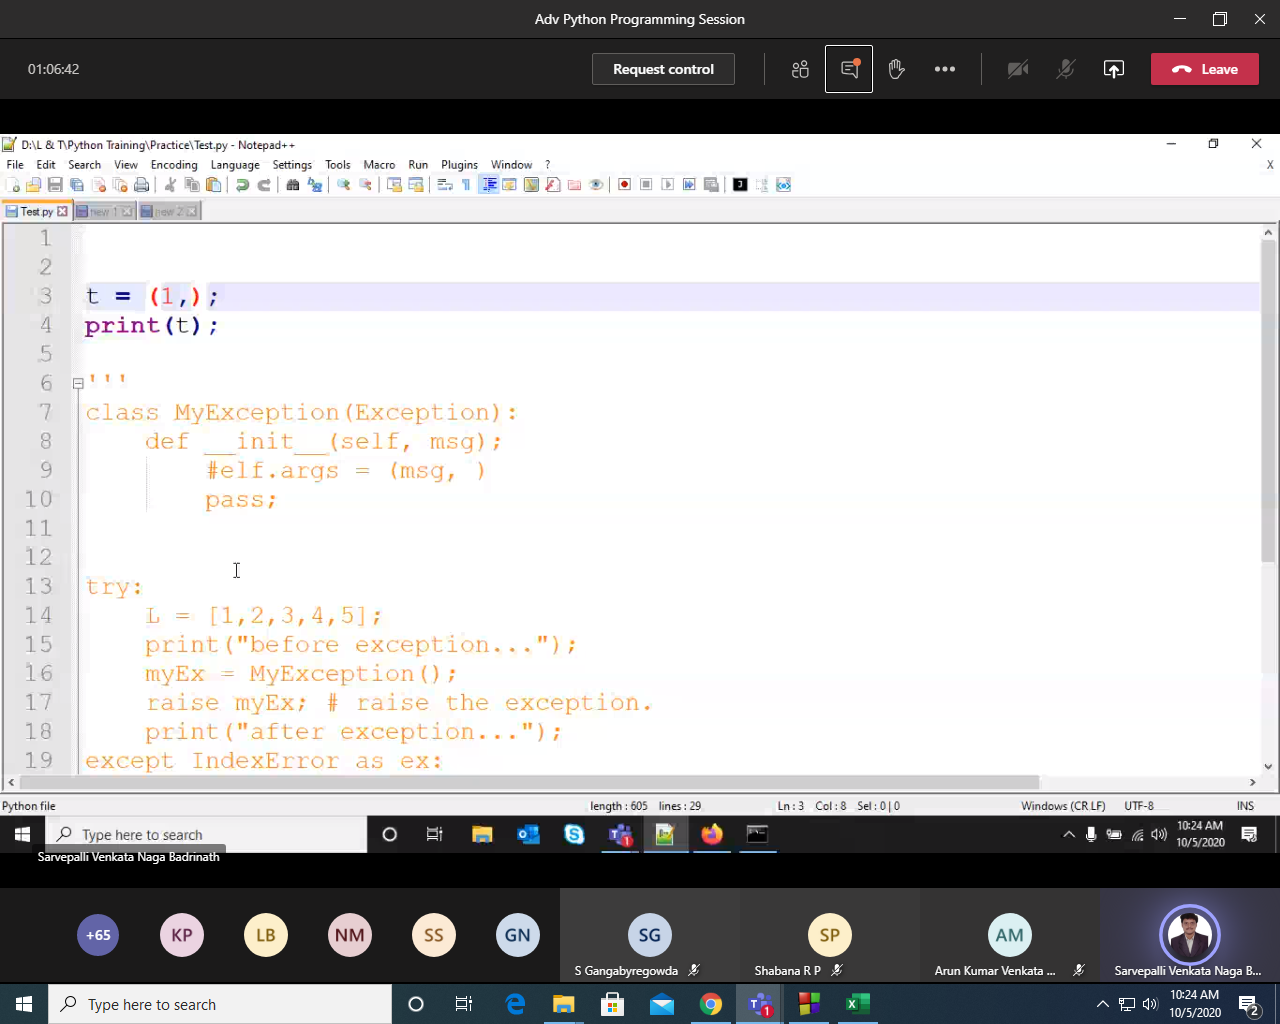 Adv Python Programming Session
01:06:42
Request control
Leave
D:\L & T\Python Training\Practice\Test.py - Notepad++
File Edit Search View Encoding Language Settings Tools Macro Run Plugins Window ? X
Test.py new 1 new 2
1
2
3 t = (1,);
4 print(t);
5
6 '''
7 class MyException(Exception):
8 def __init__(self, msg);
9 #elf.args = (msg, )
10 pass;
11
12
13 try:
14 L = [1,2,3,4,5];
15 print("before exception...");
16 myEx = MyException();
17 raise myEx; # raise the exception.
18 print("after exception...");
19 except IndexError as ex:
Python file length : 605 lines : 29 Ln : 3 Col : 8 Sel : 0 | 0 Windows (CR LF) UTF-8 INS
Type here to search
10:24 AM
10/5/2020
Sarvepalli Venkata Naga Badrinath
+65 KP LB NM SS GN SG SP AM
S Gangabyregowda Shabana R P Arun Kumar Venkata ... Sarvepalli Venkata Naga B...
Type here to search
10:24 AM
10/5/2020
2